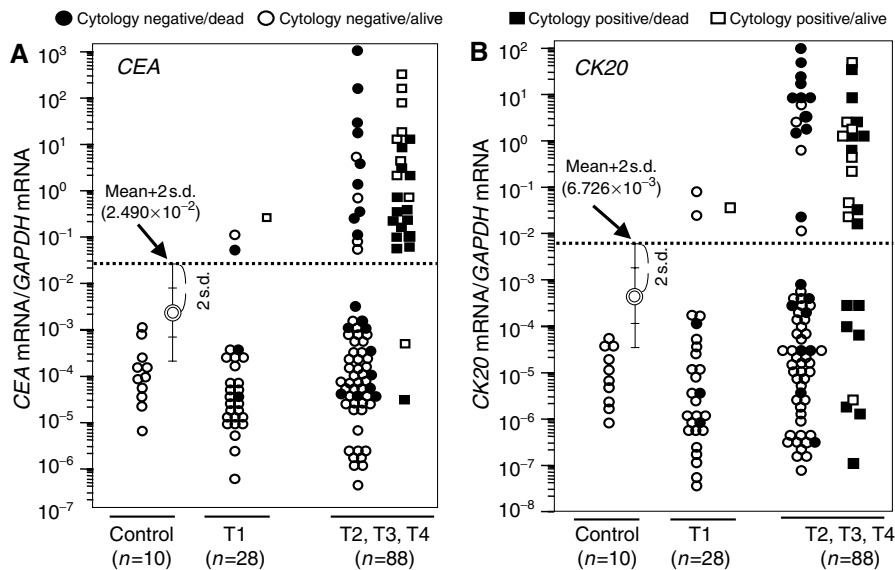 Cytology negative/dead Cytology negative/alive Cytology positive/dead Cytology positive/alive
A
CEA
10³
10²
10¹
10⁰
10⁻¹
10⁻²
10⁻³
10⁻⁴
10⁻⁵
10⁻⁶
10⁻⁷
CEA mRNA/GAPDH mRNA
Mean+2 s.d.
(2.490×10⁻²)
2 s.d.
Control T1 T2, T3, T4
(n=10) (n=28) (n=88)
B
CK20
10²
10¹
10⁰
10⁻¹
10⁻²
10⁻³
10⁻⁴
10⁻⁵
10⁻⁶
10⁻⁷
10⁻⁸
CK20 mRNA/GAPDH mRNA
Mean+2 s.d.
(6.726×10⁻³)
2 s.d.
Control T1 T2, T3, T4
(n=10) (n=28) (n=88)